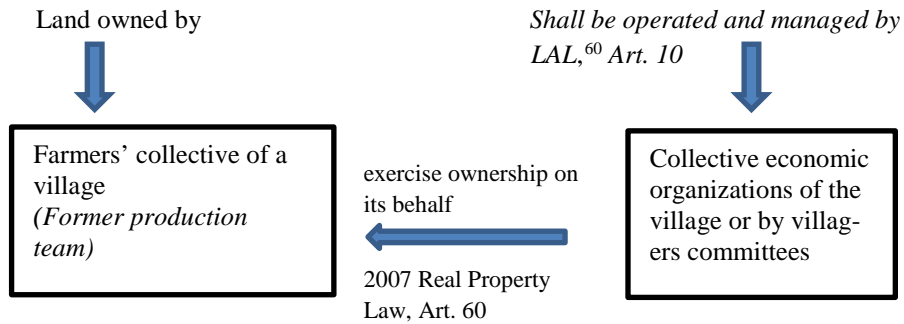 Land owned by
Shall be operated and managed by
LAL,60 Art. 10
Farmers' collective of a
village
(Former production
team)
exercise ownership on
its behalf
2007 Real Property
Law, Art. 60
Collective economic
organizations of the
village or by villag-
ers committees